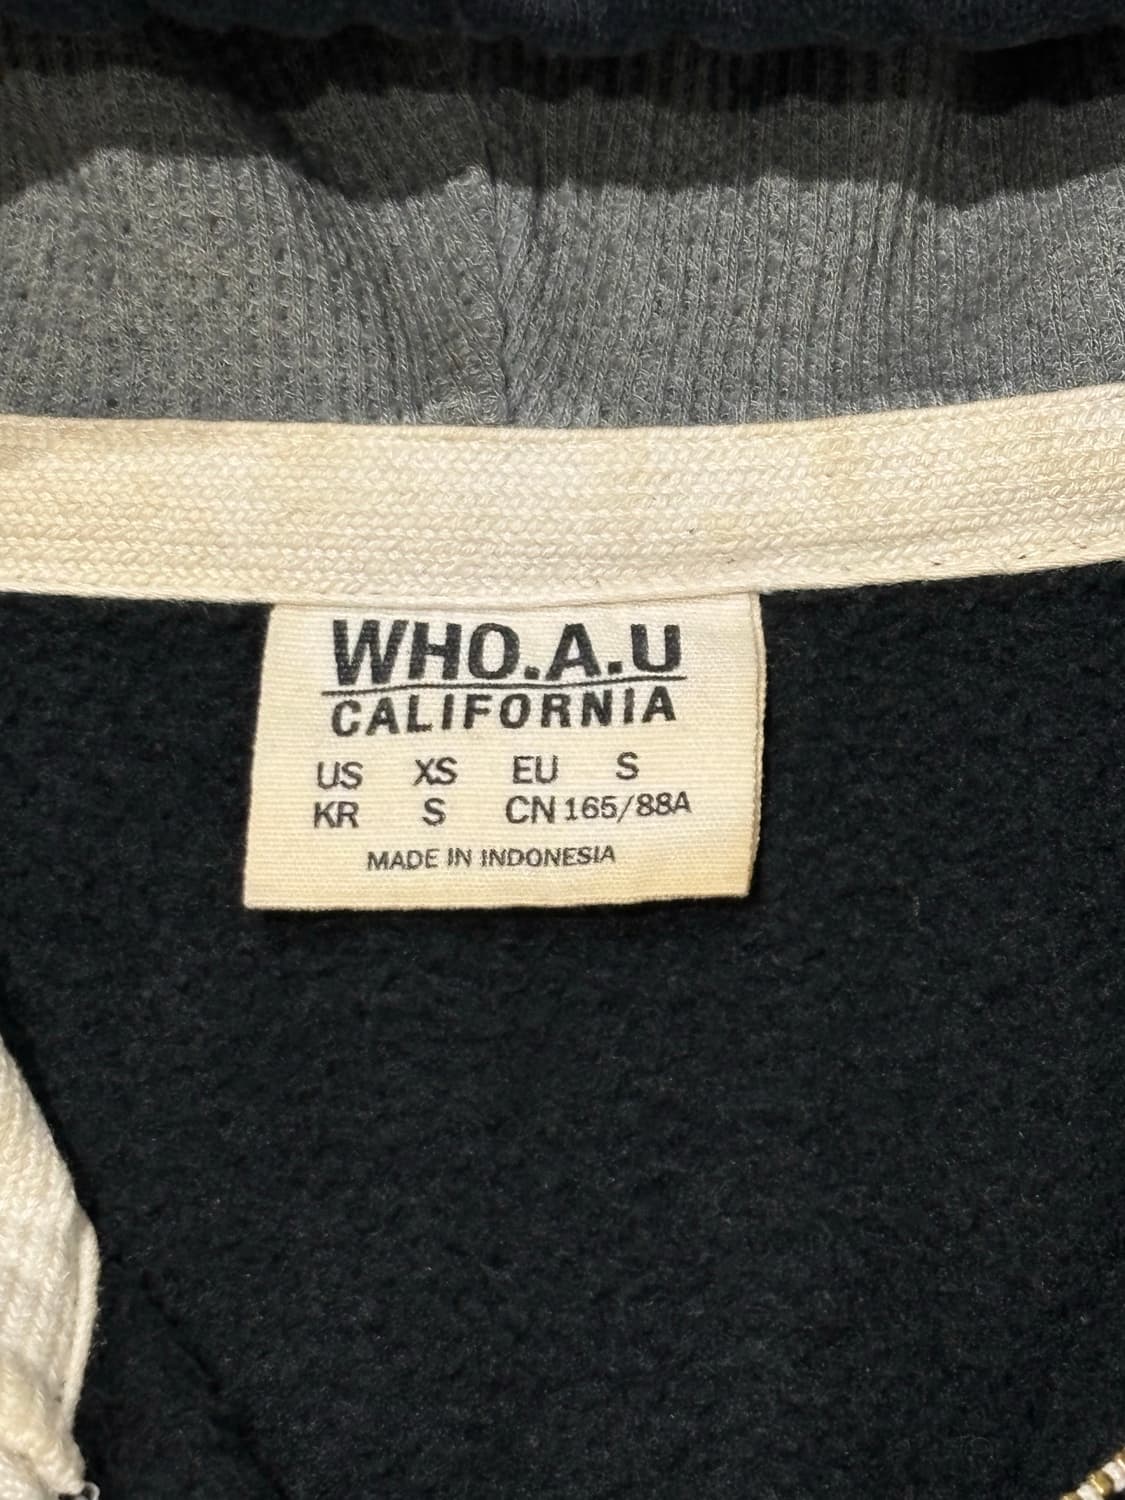 WHO.A.U
CALIFORNIA
US XS EU S
KR S CN 165/88A
MADE IN INDONESIA